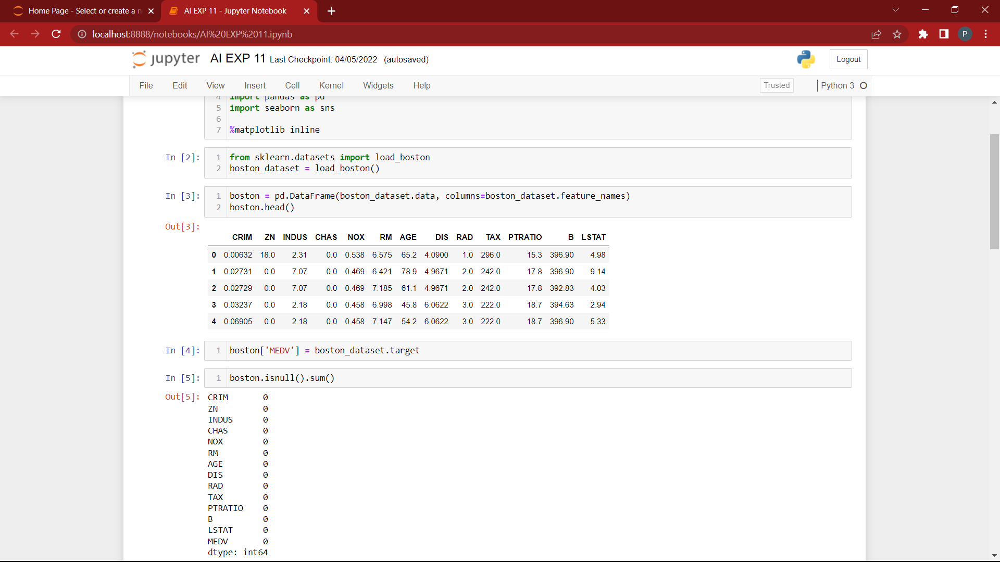 Home Page - Select or create a n
AI EXP 11 - Jupyter Notebook
localhost:8888/notebooks/AI%20EXP%2011.ipynb
P
jupyter AI EXP 11 Last Checkpoint: 04/05/2022 (autosaved)
Logout
File Edit View Insert Cell Kernel Widgets Help
Trusted
Python 3
4 import pandas as pd
5 import seaborn as sns
6
7 %matplotlib inline
In [2]:
1 from sklearn.datasets import load_boston
2 boston_dataset = load_boston()
In [3]:
1 boston = pd.DataFrame(boston_dataset.data, columns=boston_dataset.feature_names)
2 boston.head()
Out[3]:
CRIM ZN INDUS CHAS NOX RM AGE DIS RAD TAX PTRATIO B LSTAT
0 0.00632 18.0 2.31 0.0 0.538 6.575 65.2 4.0900 1.0 296.0 15.3 396.90 4.98
1 0.02731 0.0 7.07 0.0 0.469 6.421 78.9 4.9671 2.0 242.0 17.8 396.90 9.14
2 0.02729 0.0 7.07 0.0 0.469 7.185 61.1 4.9671 2.0 242.0 17.8 392.83 4.03
3 0.03237 0.0 2.18 0.0 0.458 6.998 45.8 6.0622 3.0 222.0 18.7 394.63 2.94
4 0.06905 0.0 2.18 0.0 0.458 7.147 54.2 6.0622 3.0 222.0 18.7 396.90 5.33
In [4]:
1 boston['MEDV'] = boston_dataset.target
In [5]:
1 boston.isnull().sum()
Out[5]:
CRIM 0
ZN 0
INDUS 0
CHAS 0
NOX 0
RM 0
AGE 0
DIS 0
RAD 0
TAX 0
PTRATIO 0
B 0
LSTAT 0
MEDV 0
dtype: int64